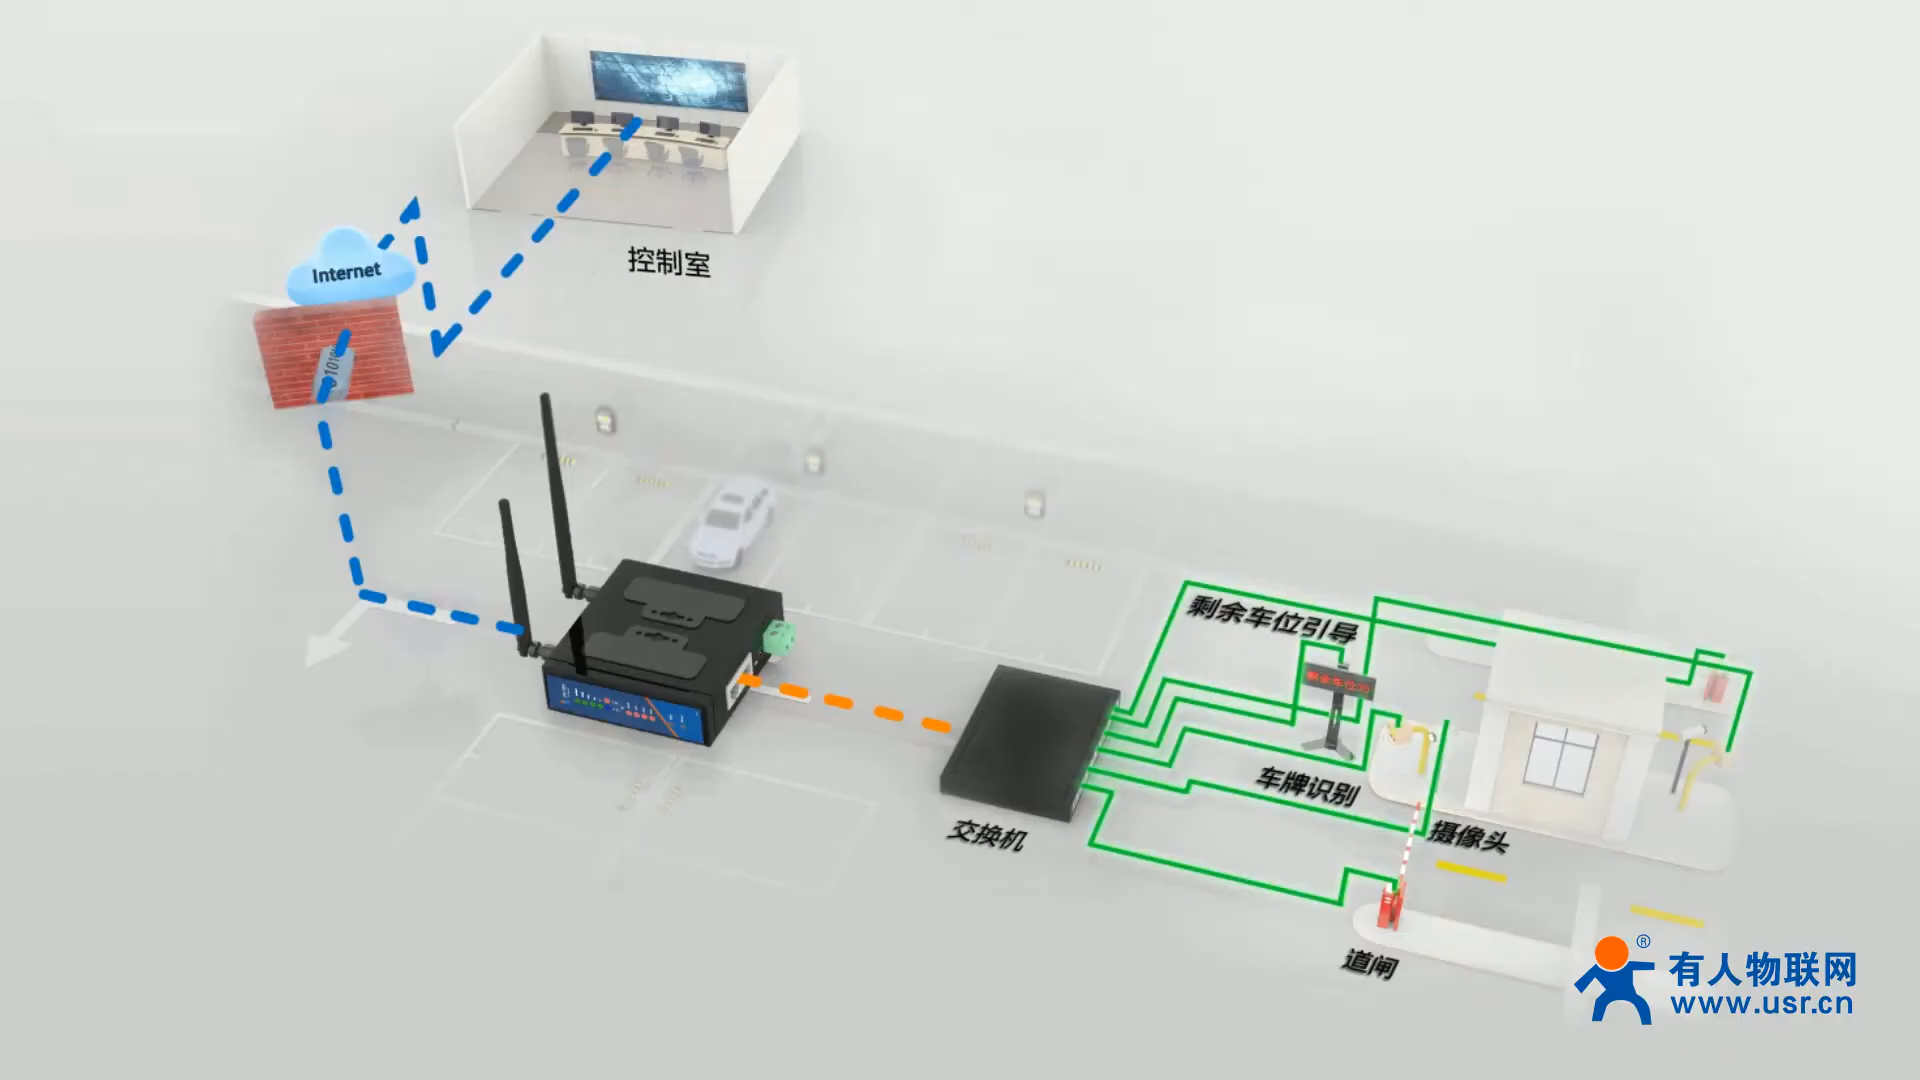 控制室
Internet
剩余车位引导
车牌识别
摄像头
交换机
道闸
®
有人物联网
www.usr.cn